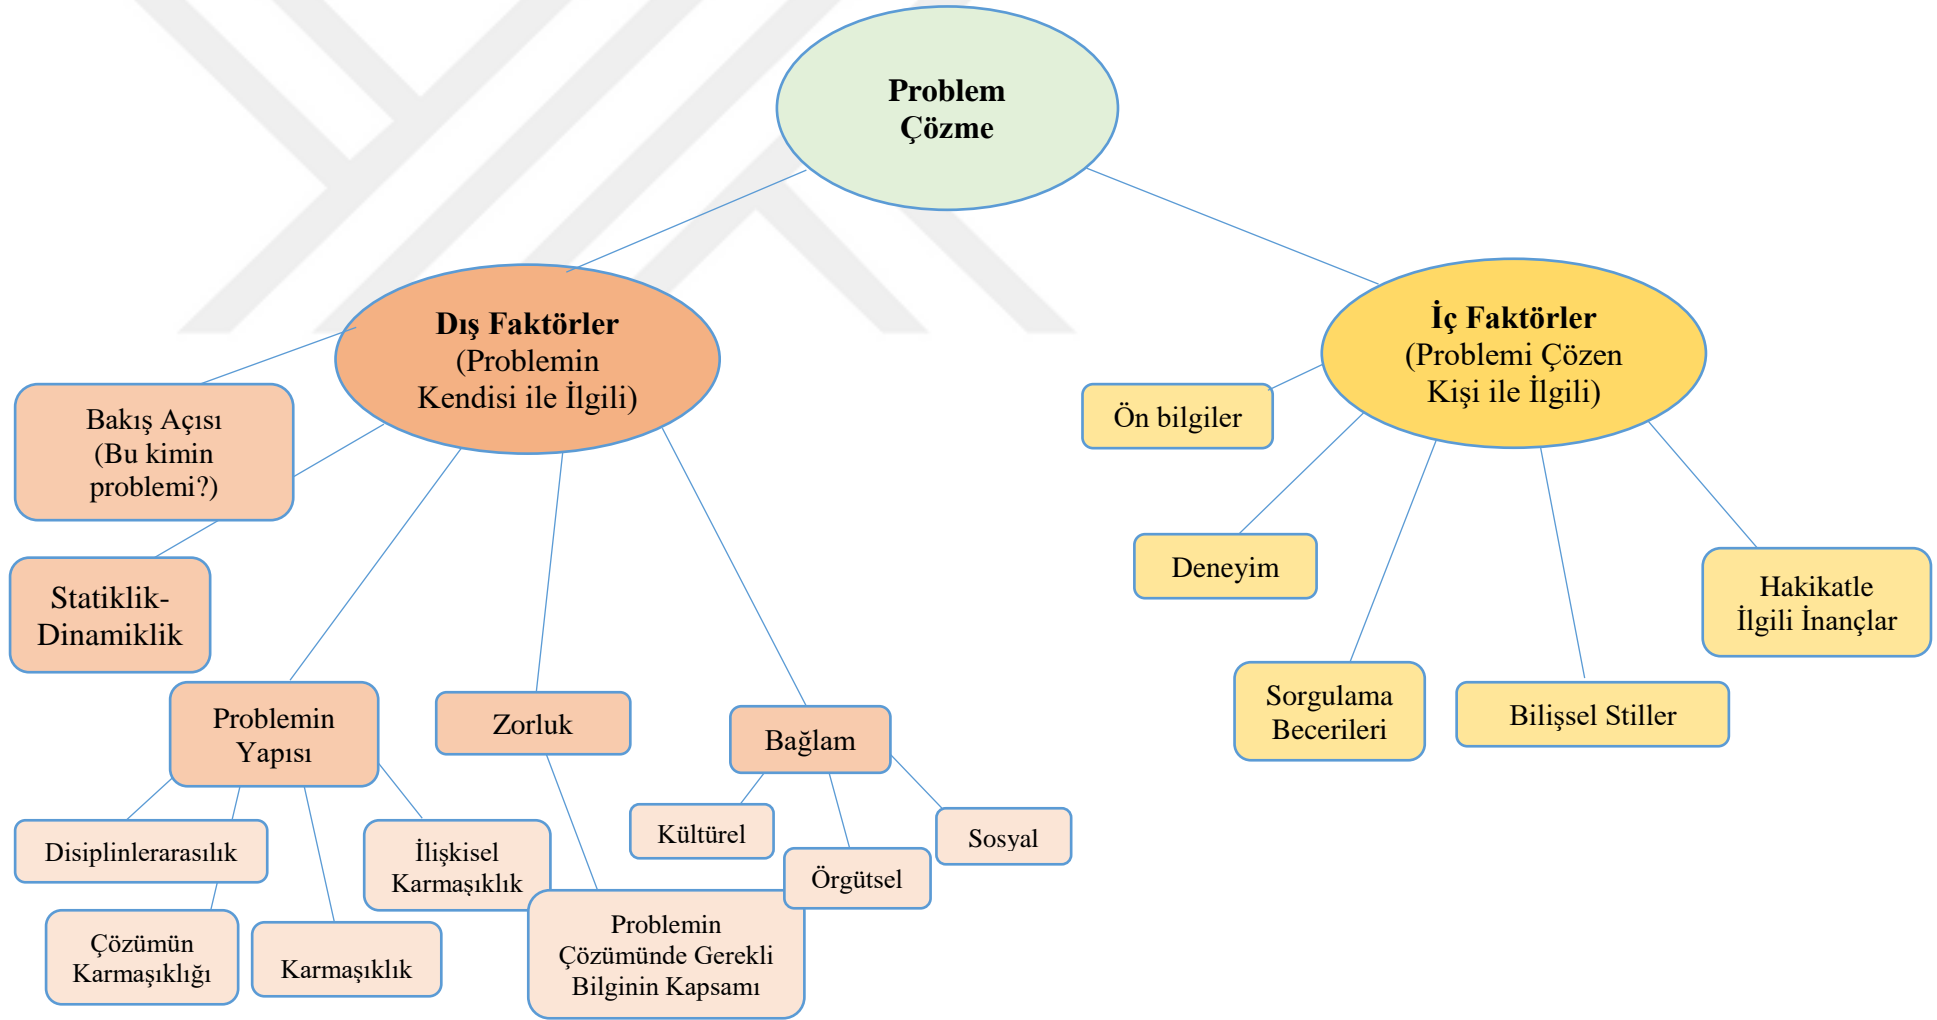 Problem
Çözme
Dış Faktörler
(Problemin
Kendisi ile İlgili)
İç Faktörler
(Problemi Çözen
Kişi ile İlgili)
Bakış Açısı
(Bu kimin
problemi?)
Ön bilgiler
Statiklik-
Dinamiklik
Deneyim
Hakikatle
İlgili İnançlar
Problemin
Yapısı
Zorluk
Bağlam
Sorgulama
Becerileri
Bilişsel Stiller
Disiplinlerarasılık
İlişkisel
Karmaşıklık
Kültürel
Örgütsel
Sosyal
Çözümün
Karmaşıklığı
Karmaşıklık
Problemin
Çözümünde Gerekli
Bilginin Kapsamı